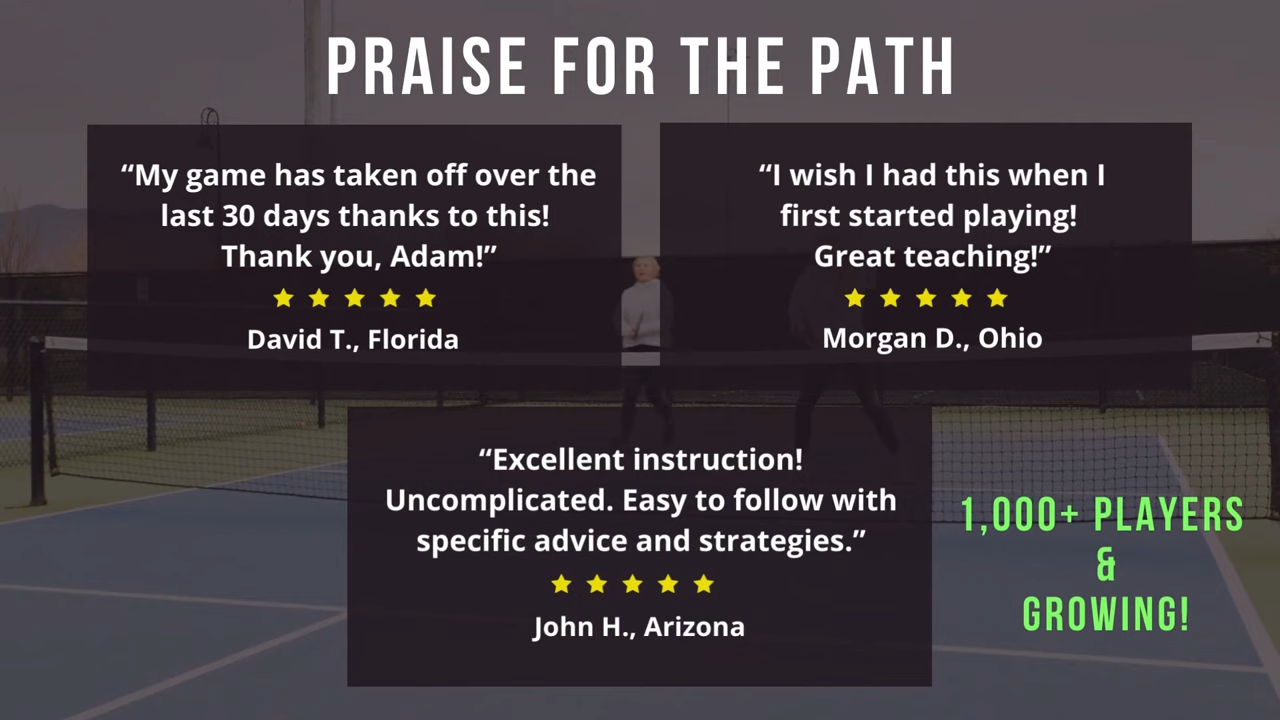 PRAISE FOR THE PATH
“My game has taken off over the
last 30 days thanks to this!
Thank you, Adam!”
David T., Florida
“I wish I had this when I
first started playing!
Great teaching!”
Morgan D., Ohio
“Excellent instruction!
Uncomplicated. Easy to follow with
specific advice and strategies.”
John H., Arizona
1,000+ PLAYERS
&
GROWING!